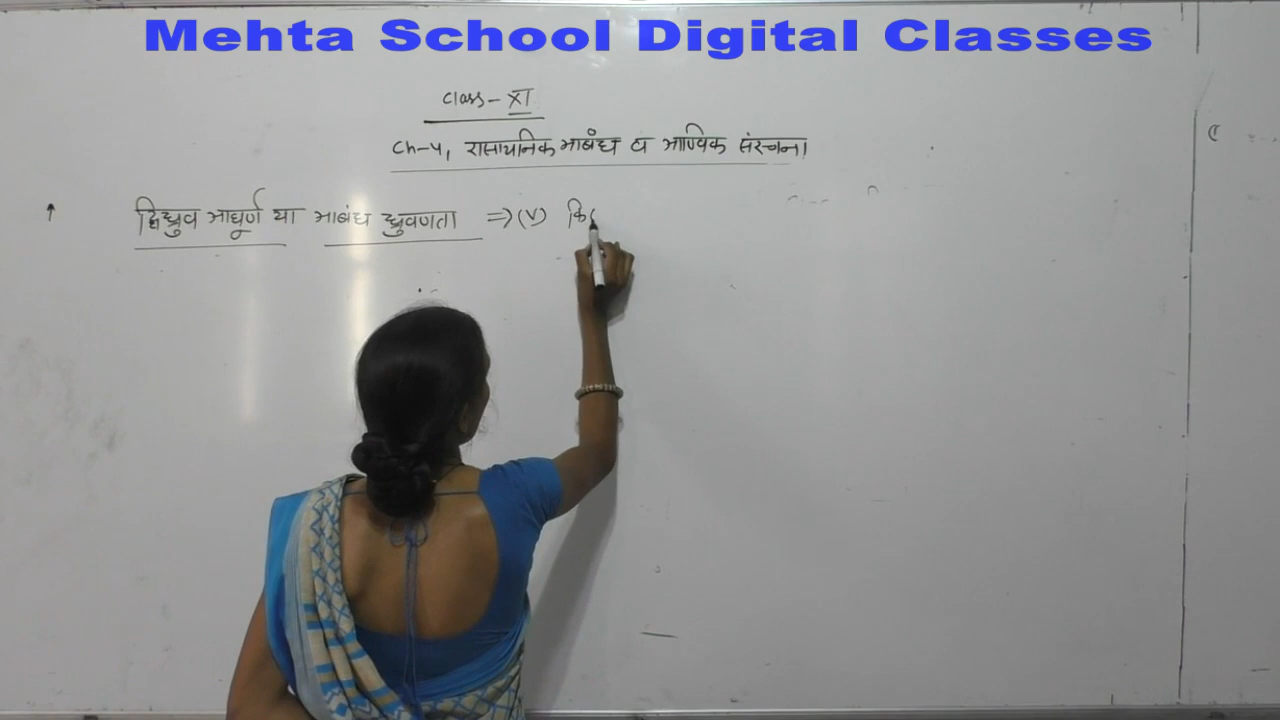 Mehta School Digital Classes
Class - XI
Ch-4, रासायनिक आबंध व आण्विक संरचना
द्विध्रुव आघूर्ण या आबंध ध्रुवणता ⇒ (V) कि